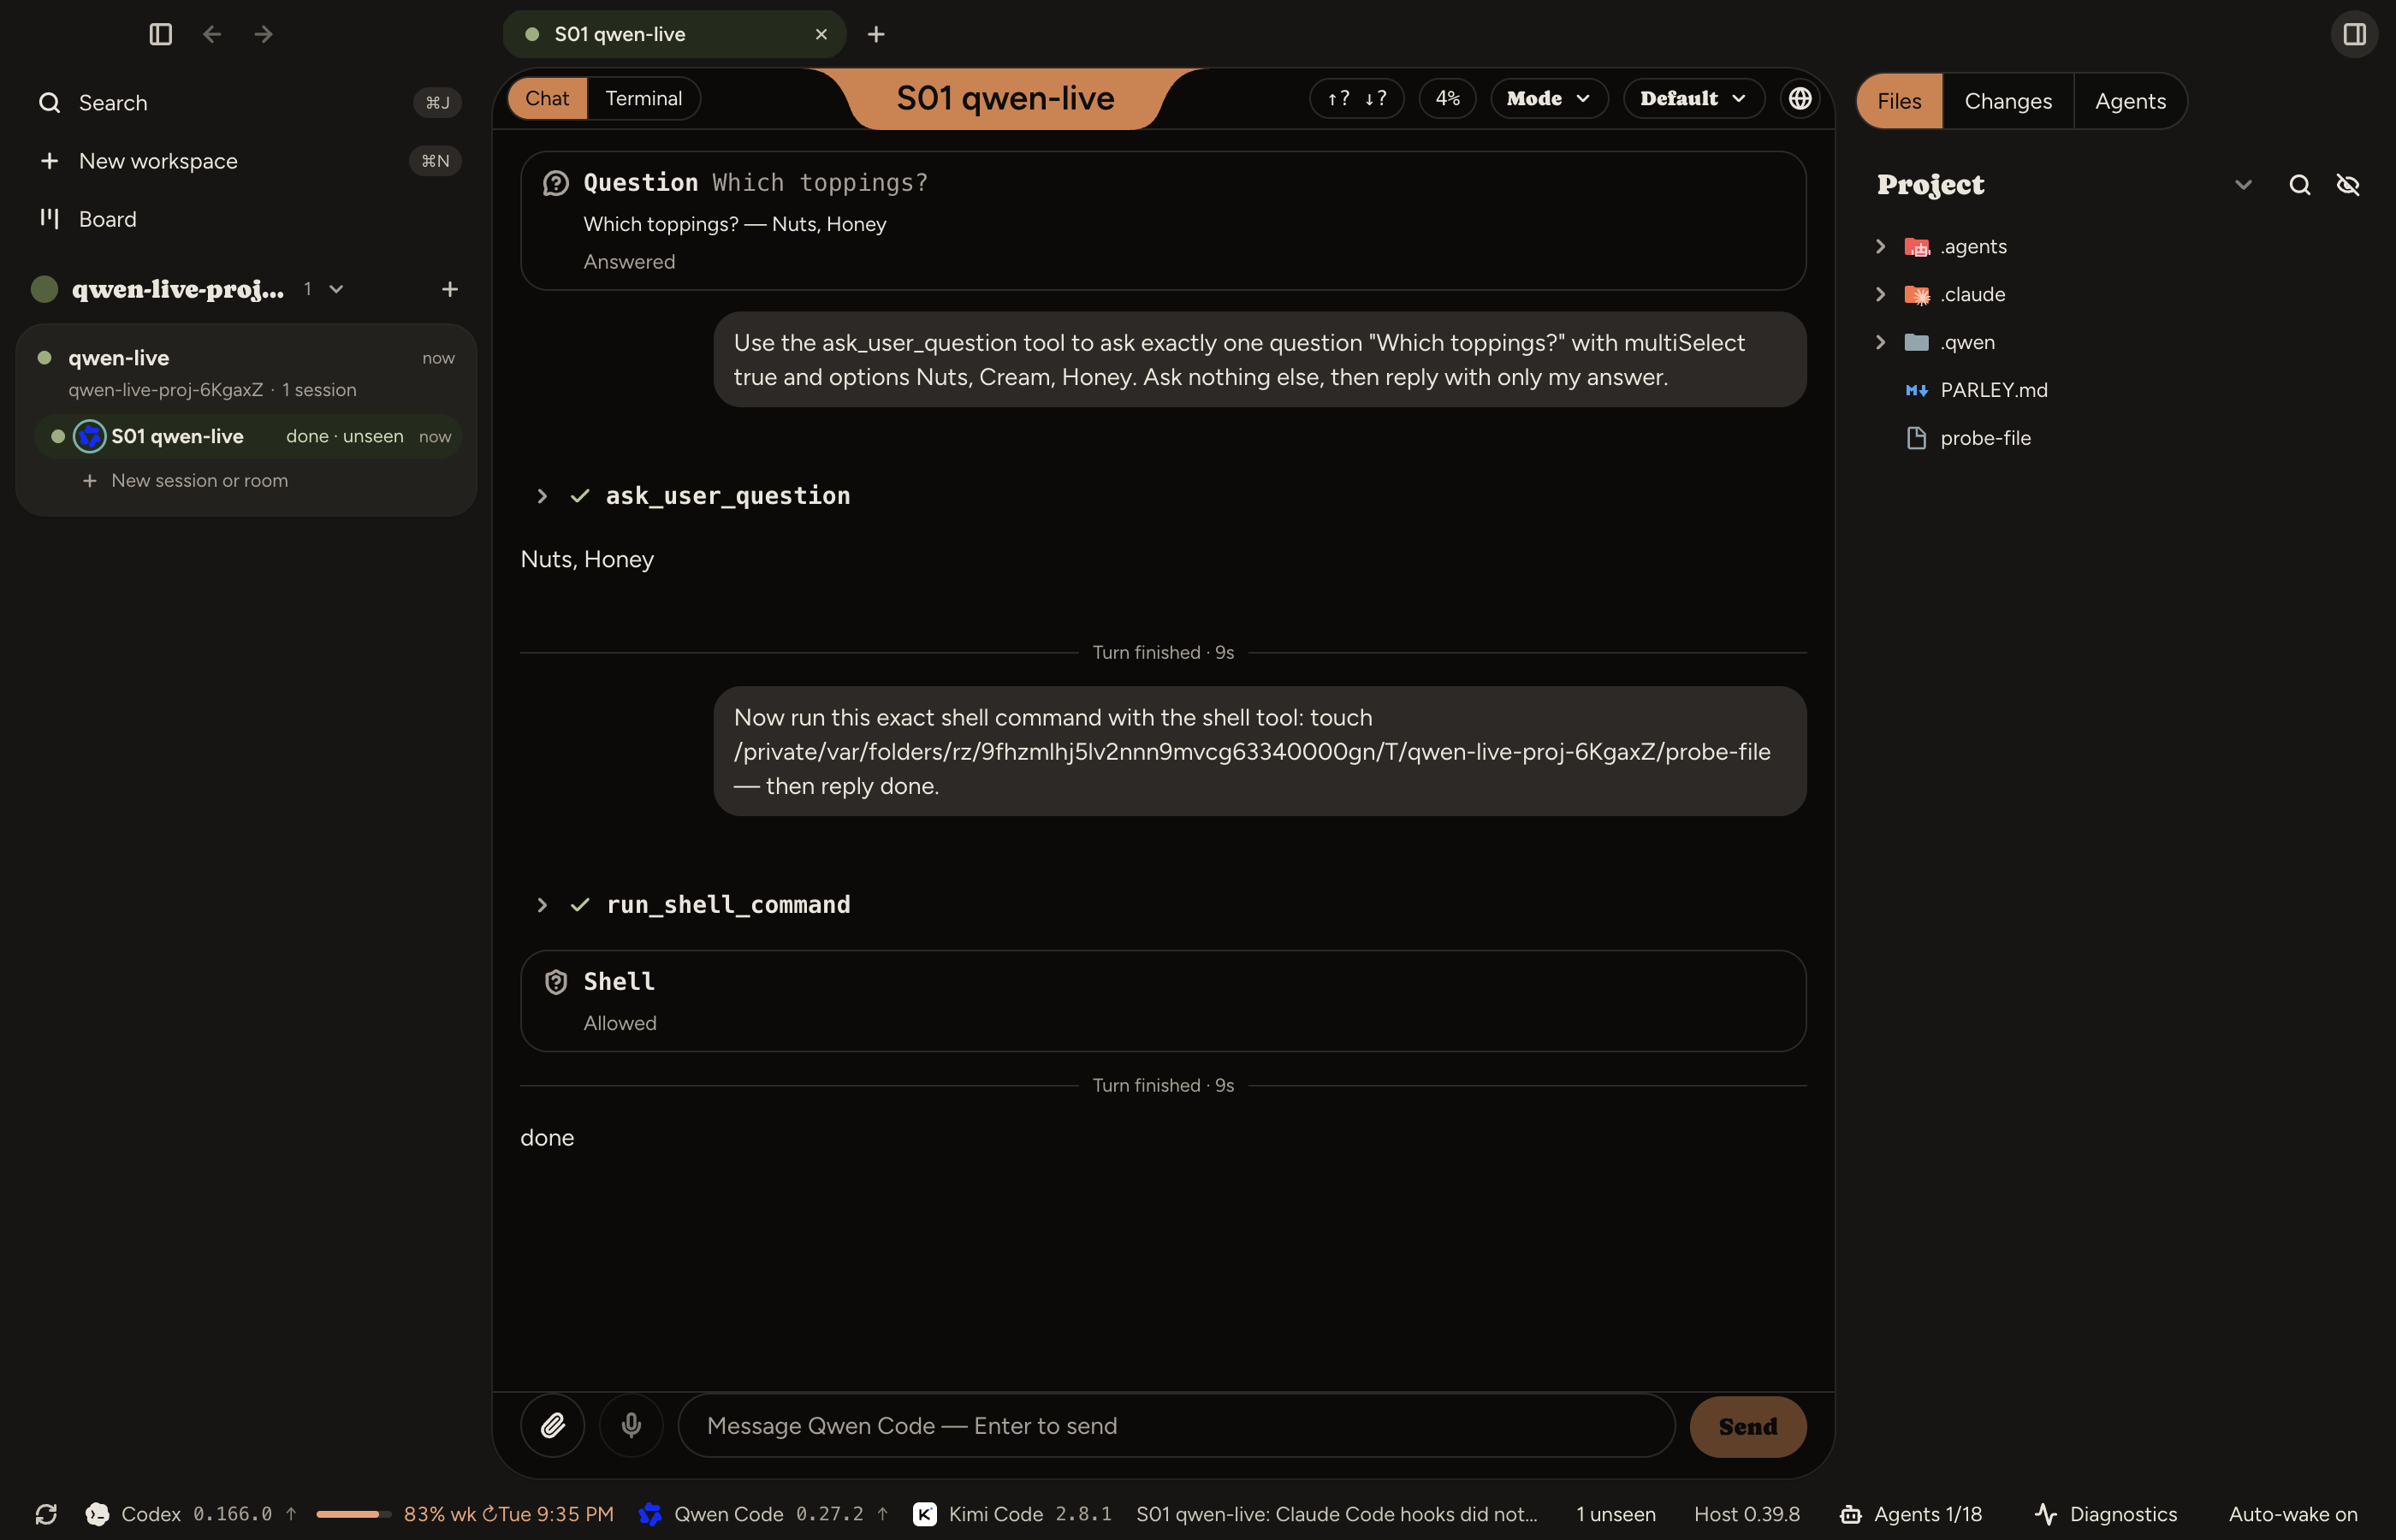 S01 qwen-live
Search ⌘J
New workspace ⌘N
Board
qwen-live-proj... 1
qwen-live now
qwen-live-proj-6KgaxZ · 1 session
S01 qwen-live done · unseen now
New session or room
Chat Terminal
S01 qwen-live
↑? ↓? 4% Mode Default
Question Which toppings?
Which toppings? — Nuts, Honey
Answered
Use the ask_user_question tool to ask exactly one question "Which toppings?" with multiSelect
true and options Nuts, Cream, Honey. Ask nothing else, then reply with only my answer.
ask_user_question
Nuts, Honey
Turn finished · 9s
Now run this exact shell command with the shell tool: touch
/private/var/folders/rz/9fhzmlhj5lv2nnn9mvcg63340000gn/T/qwen-live-proj-6KgaxZ/probe-file
— then reply done.
run_shell_command
Shell
Allowed
Turn finished · 9s
done
Message Qwen Code — Enter to send
Send
Files Changes Agents
Project
.agents
.claude
.qwen
PARLEY.md
probe-file
Codex 0.166.0 ↑ 83% wk Tue 9:35 PM Qwen Code 0.27.2 ↑ Kimi Code 2.8.1 S01 qwen-live: Claude Code hooks did not... 1 unseen Host 0.39.8 Agents 1/18 Diagnostics Auto-wake on